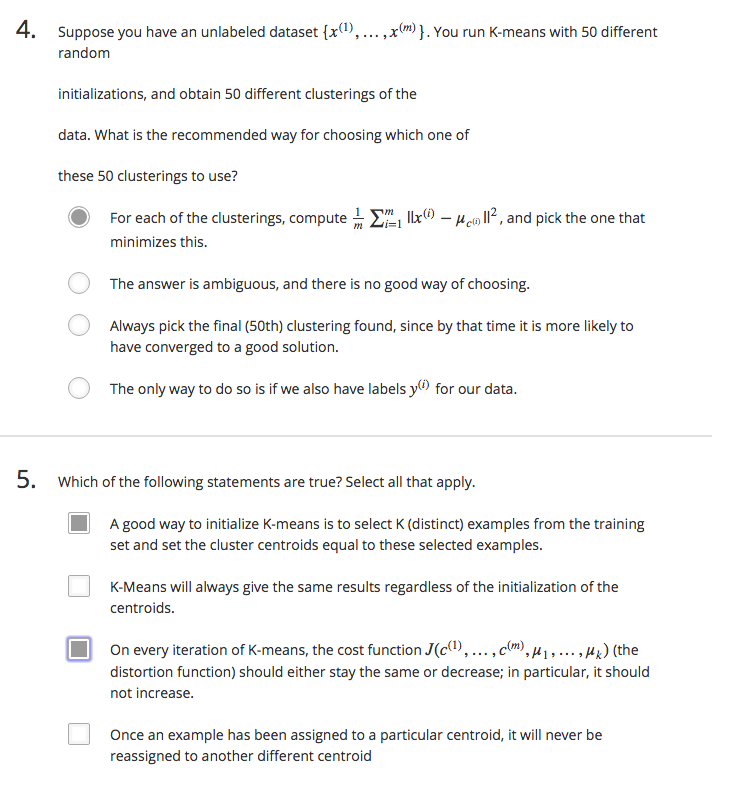 4. Suppose you have an unlabeled dataset {x⁽¹⁾, … , x⁽ᵐ⁾}. You run K-means with 50 different
random
initializations, and obtain 50 different clusterings of the
data. What is the recommended way for choosing which one of
these 50 clusterings to use?
For each of the clusterings, compute 1/m ∑ᵢ₌₁ᵐ ||x⁽ⁱ⁾ − μ_c⁽ⁱ⁾||², and pick the one that
minimizes this.
The answer is ambiguous, and there is no good way of choosing.
Always pick the final (50th) clustering found, since by that time it is more likely to
have converged to a good solution.
The only way to do so is if we also have labels y⁽ⁱ⁾ for our data.
5. Which of the following statements are true? Select all that apply.
A good way to initialize K-means is to select K (distinct) examples from the training
set and set the cluster centroids equal to these selected examples.
K-Means will always give the same results regardless of the initialization of the
centroids.
On every iteration of K-means, the cost function J(c⁽¹⁾, … , c⁽ᵐ⁾, μ₁, … , μₖ) (the
distortion function) should either stay the same or decrease; in particular, it should
not increase.
Once an example has been assigned to a particular centroid, it will never be
reassigned to another different centroid